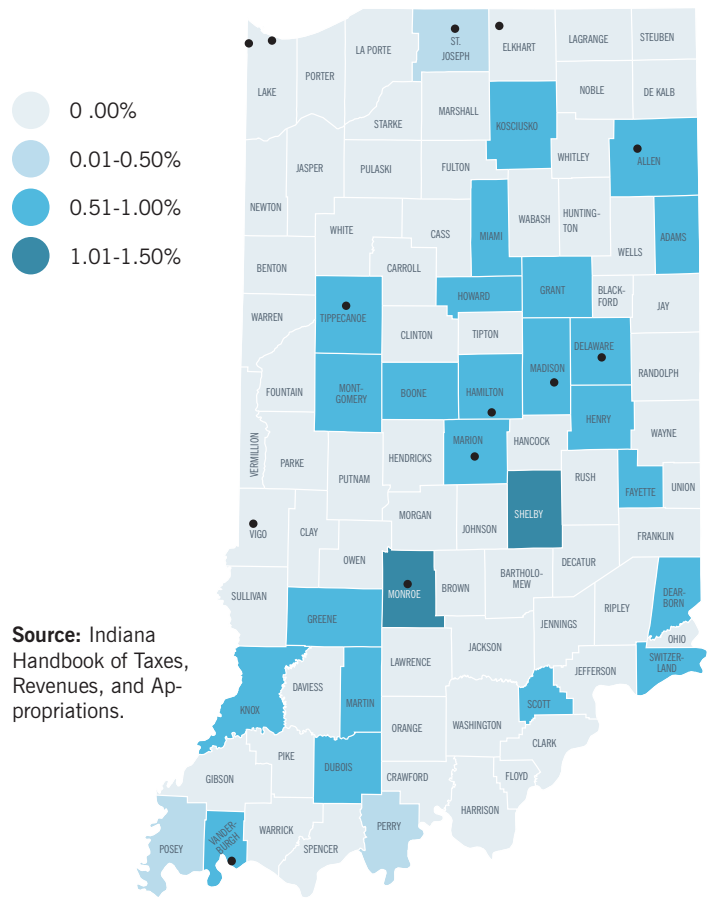 0 .00%
0.01-0.50%
0.51-1.00%
1.01-1.50%
Source: Indiana
Handbook of Taxes,
Revenues, and Ap-
propriations.
LAKE
PORTER
LA PORTE
ST.
JOSEPH
ELKHART
LAGRANGE
STEUBEN
NOBLE
DE KALB
STARKE
MARSHALL
KOSCIUSKO
WHITLEY
ALLEN
NEWTON
JASPER
PULASKI
FULTON
WHITE
CASS
MIAMI
WABASH
HUNTING-
TON
WELLS
ADAMS
BENTON
CARROLL
HOWARD
GRANT
BLACK-
FORD
JAY
WARREN
TIPPECANOE
CLINTON
TIPTON
MADISON
DELAWARE
RANDOLPH
FOUNTAIN
MONT-
GOMERY
BOONE
HAMILTON
HENRY
WAYNE
VERMILLION
PARKE
PUTNAM
HENDRICKS
MARION
HANCOCK
RUSH
FAYETTE
UNION
VIGO
CLAY
OWEN
MORGAN
JOHNSON
SHELBY
FRANKLIN
SULLIVAN
GREENE
MONROE
BROWN
BARTHOLO-
MEW
DECATUR
DEAR-
BORN
RIPLEY
OHIO
SWITZER-
LAND
JENNINGS
JEFFERSON
JACKSON
LAWRENCE
KNOX
DAVIESS
MARTIN
ORANGE
WASHINGTON
SCOTT
CLARK
FLOYD
HARRISON
CRAWFORD
DUBOIS
PIKE
GIBSON
POSEY
VANDER-
BURGH
WARRICK
SPENCER
PERRY